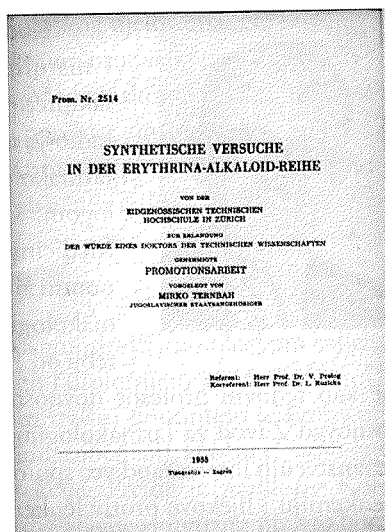 Prom. Nr. 2514
SYNTHETISCHE VERSUCHE
IN DER ERYTHRINA-ALKALOID-REIHE
VON DER
EIDGENÖSSISCHEN TECHNISCHEN
HOCHSCHULE IN ZÜRICH
ZUR ERLANGUNG
DER WÜRDE EINES DOKTORS DER TECHNISCHEN WISSENSCHAFTEN
GENEHMIGTE
PROMOTIONSARBEIT
VORGELEGT VON
MIRKO TERNBAH
JUGOSLAVISCHER STAATSANGEHÖRIGER
Referent: Herr Prof. Dr. V. Prelog
Korreferent: Herr Prof. Dr. L. Ruzicka
1955
Tipografija — Zagreb